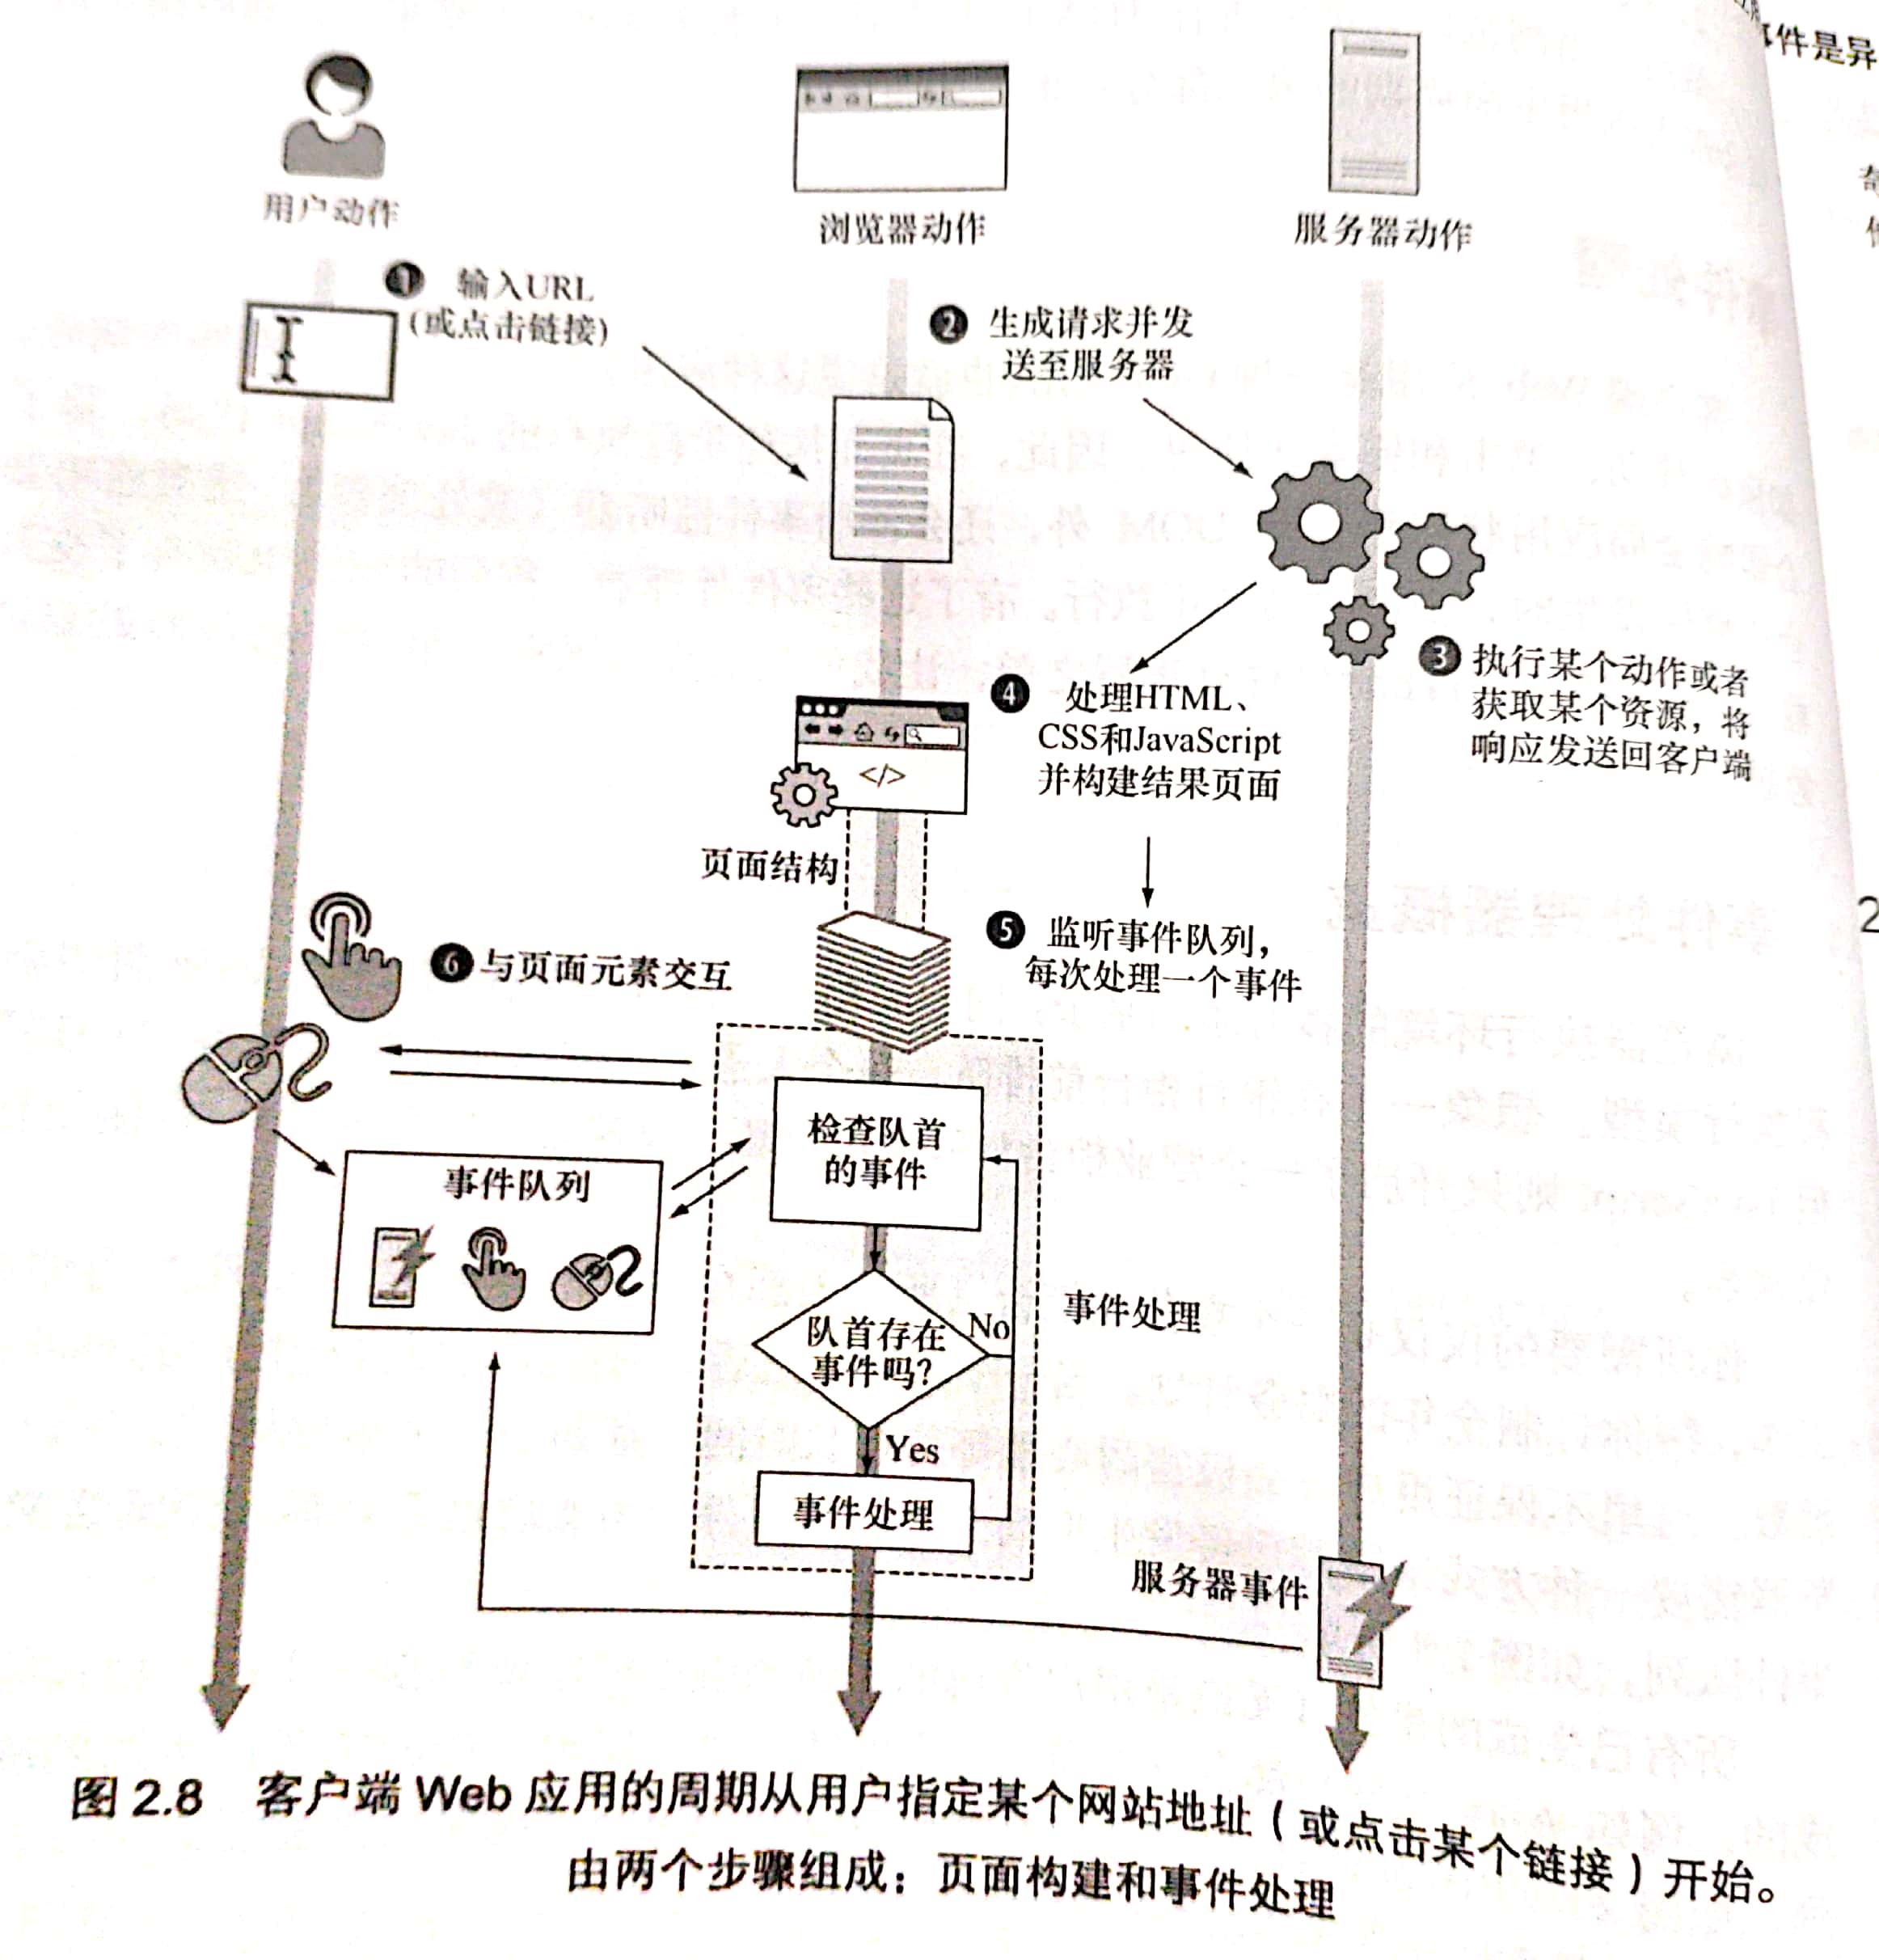 用户动作
浏览器动作
服务器动作
件是异
1 输入URL
(或点击链接)
2 生成请求并发
送至服务器
3 执行某个动作或者
获取某个资源，将
响应发送回客户端
4 处理HTML、
CSS和JavaScript
并构建结果页面
</>
页面结构
5 监听事件队列，
每次处理一个事件
6 与页面元素交互
检查队首
的事件
事件队列
队首存在
事件吗?
No
Yes
事件处理
事件处理
服务器事件
2
图 2.8 客户端 Web 应用的周期从用户指定某个网站地址（或点击某个链接）开始。
由两个步骤组成：页面构建和事件处理